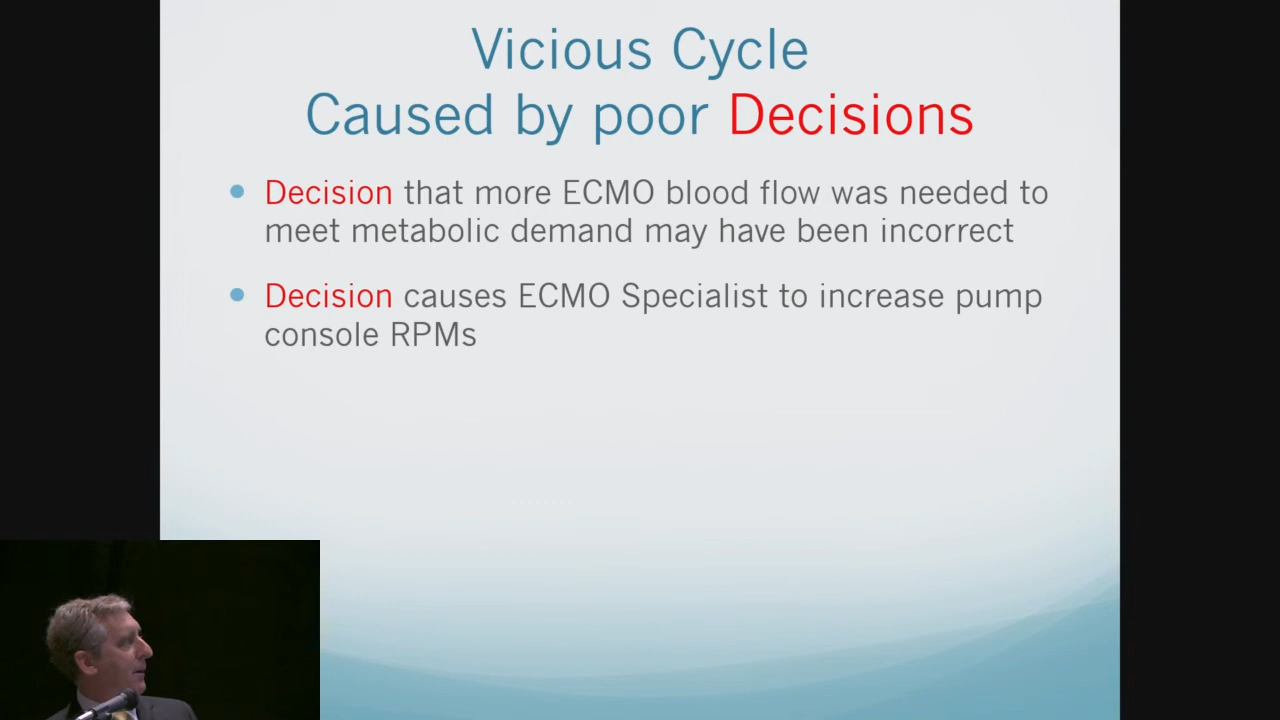 Vicious Cycle
Caused by poor Decisions
Decision that more ECMO blood flow was needed to
meet metabolic demand may have been incorrect
Decision causes ECMO Specialist to increase pump
console RPMs